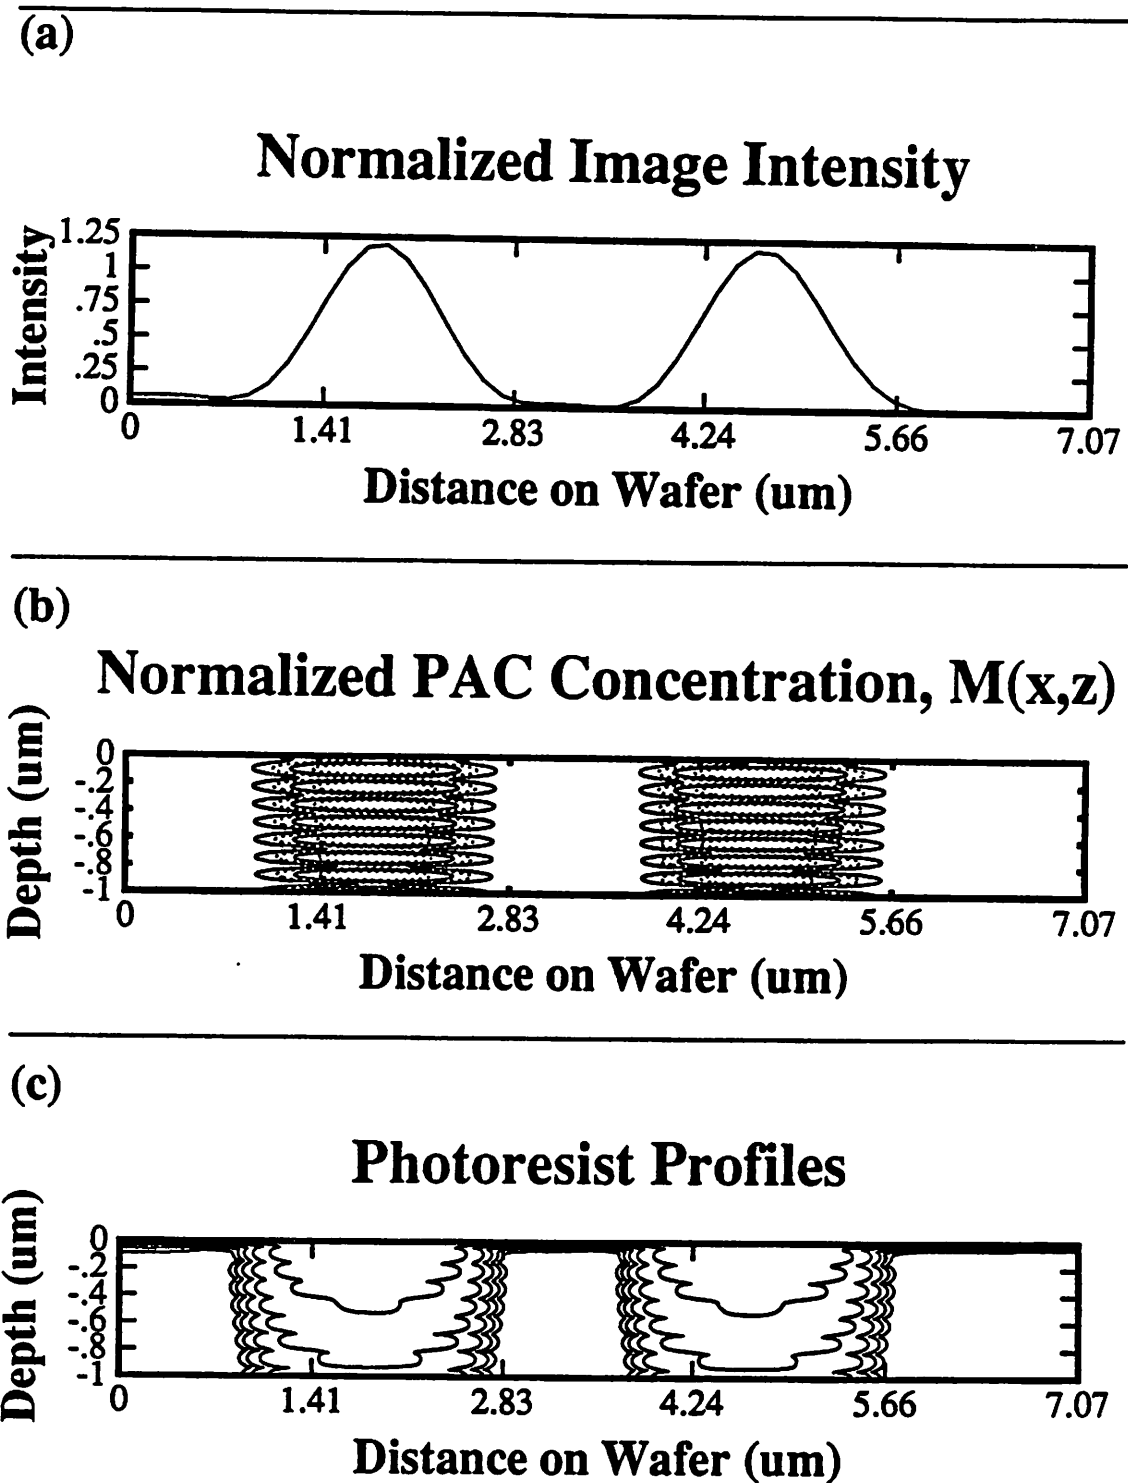 (a)
Normalized Image Intensity
Intensity
1.25
1
.75
.5
.25
0
0 1.41 2.83 4.24 5.66 7.07
Distance on Wafer (um)
(b)
Normalized PAC Concentration, M(x,z)
Depth (um)
0
-.2
-.4
-.6
-.8
-1
0 1.41 2.83 4.24 5.66 7.07
Distance on Wafer (um)
(c)
Photoresist Profiles
Depth (um)
0
-.2
-.4
-.6
-.8
-1
0 1.41 2.83 4.24 5.66 7.07
Distance on Wafer (um)